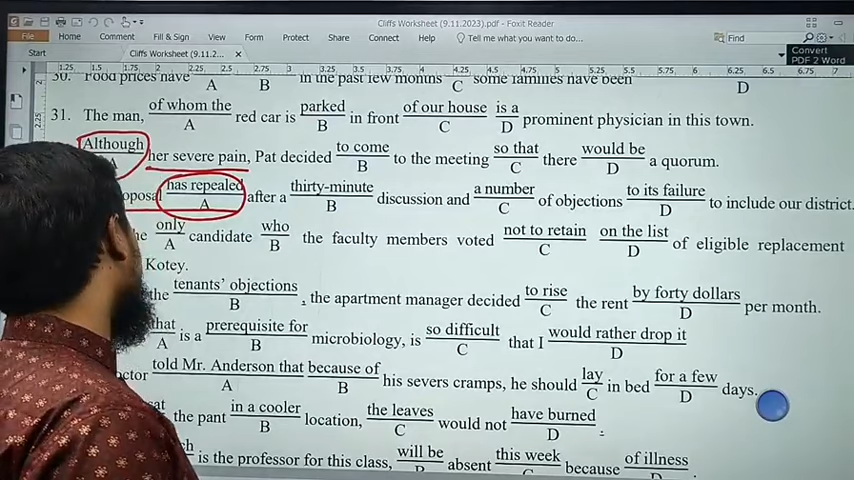 Cliffs Worksheet (9.11.2023).pdf - Foxit Reader
File Home Comment Fill & Sign View Form Protect Share Connect Help Tell me what you want to do... Find
Start Cliffs Worksheet (9.11.2... × Convert
PDF 2 Word
30. Food prices have A B in the past few months C some families have been D
31. The man, of whom the red car is parked in front of our house is a prominent physician in this town.
A B C D
Although her severe pain, Pat decided to come to the meeting so that there would be a quorum.
A B C D
oposal has repealed after a thirty-minute discussion and a number of objections to its failure to include our district.
A B C D
e only candidate who the faculty members voted not to retain on the list of eligible replacement
A B C D
Kotey.
the tenants' objections, the apartment manager decided to rise the rent by forty dollars per month.
B C D
that is a prerequisite for microbiology, is so difficult that I would rather drop it
A B C D
octor told Mr. Anderson that because of his severs cramps, he should lay in bed for a few days.
A B C D
sat the pant in a cooler location, the leaves would not have burned.
B C D
ch is the professor for this class, will be absent this week because of illness.
B C D